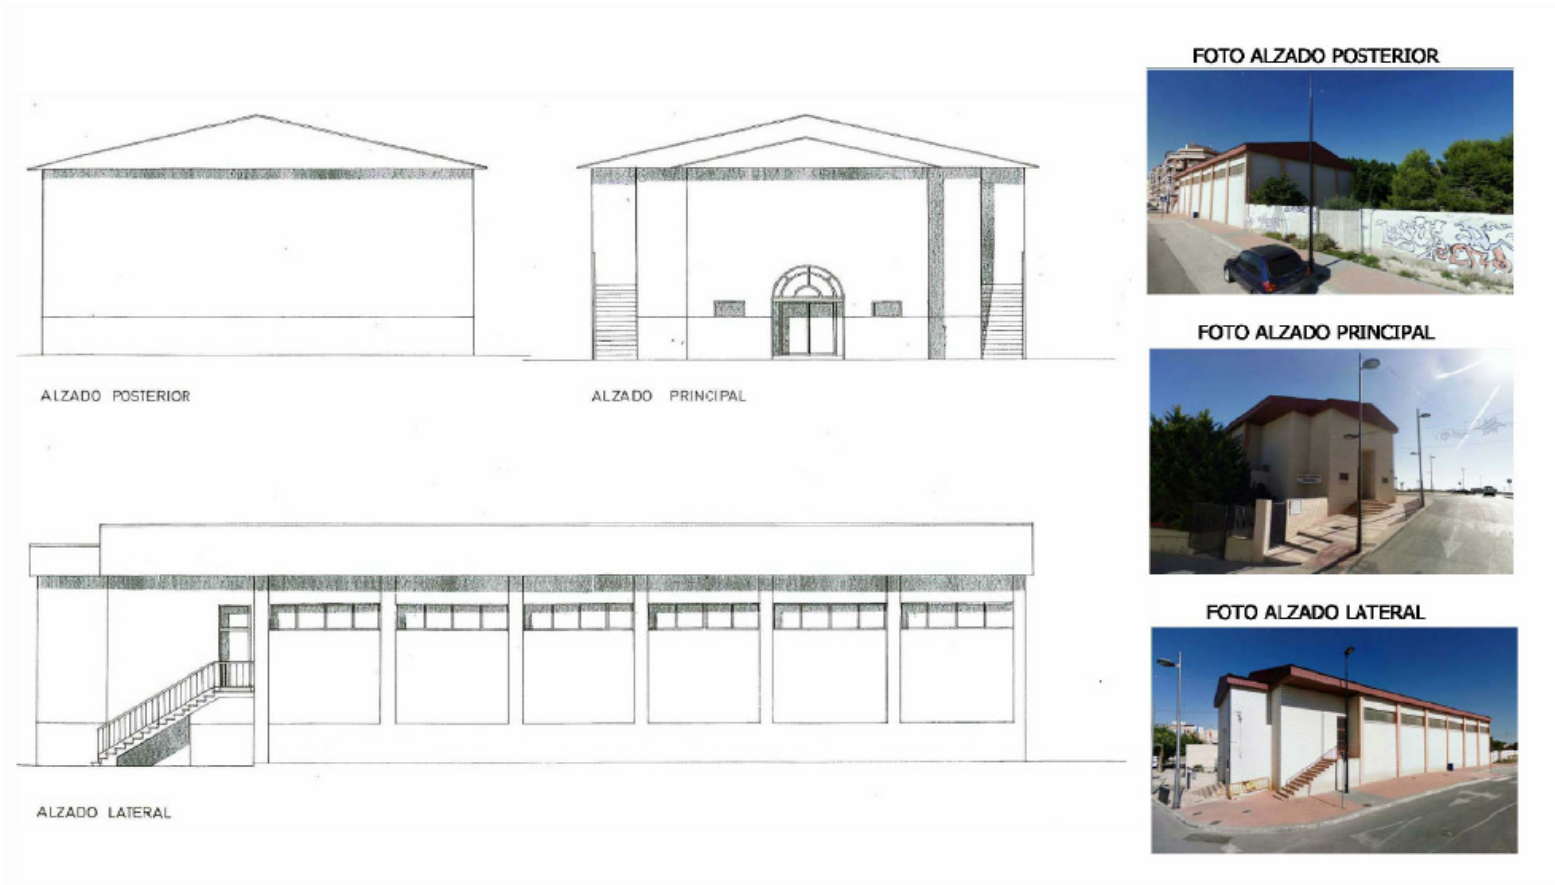 FOTO ALZADO POSTERIOR
ALZADO POSTERIOR
ALZADO PRINCIPAL
FOTO ALZADO PRINCIPAL
ALZADO LATERAL
FOTO ALZADO LATERAL